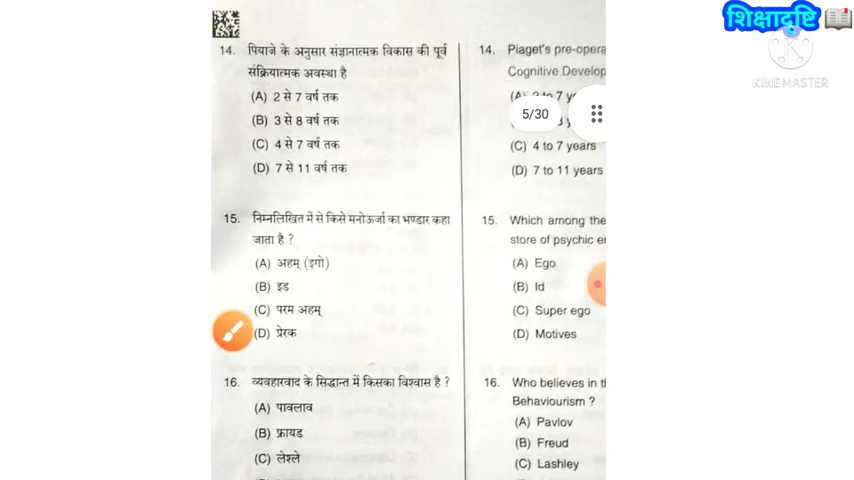 शिक्षादृष्टि
KINEMASTER
14. पियाजे के अनुसार संज्ञानात्मक विकास की पूर्व
संक्रियात्मक अवस्था है
(A) 2 से 7 वर्ष तक
(B) 3 से 8 वर्ष तक
(C) 4 से 7 वर्ष तक
(D) 7 से 11 वर्ष तक
15. निम्नलिखित में से किसे मनोऊर्जा का भण्डार कहा
जाता है ?
(A) अहम् (इगो)
(B) इड
(C) परम अहम्
(D) प्रेरक
16. व्यवहारवाद के सिद्धान्त में किसका विश्वास है ?
(A) पावलाव
(B) फ्रायड
(C) लेश्ले
14. Piaget's
Cognitive
7
5/30
(C) 4 to 7 years
(D) 7 to 11 years
15. Which among the
store of psychic
(A) Ego
(B) Id
(C) Super ego
(D) Motives
16. Who believes in
Behaviourism ?
(A) Pavlov
(B) Freud
(C) Lashley